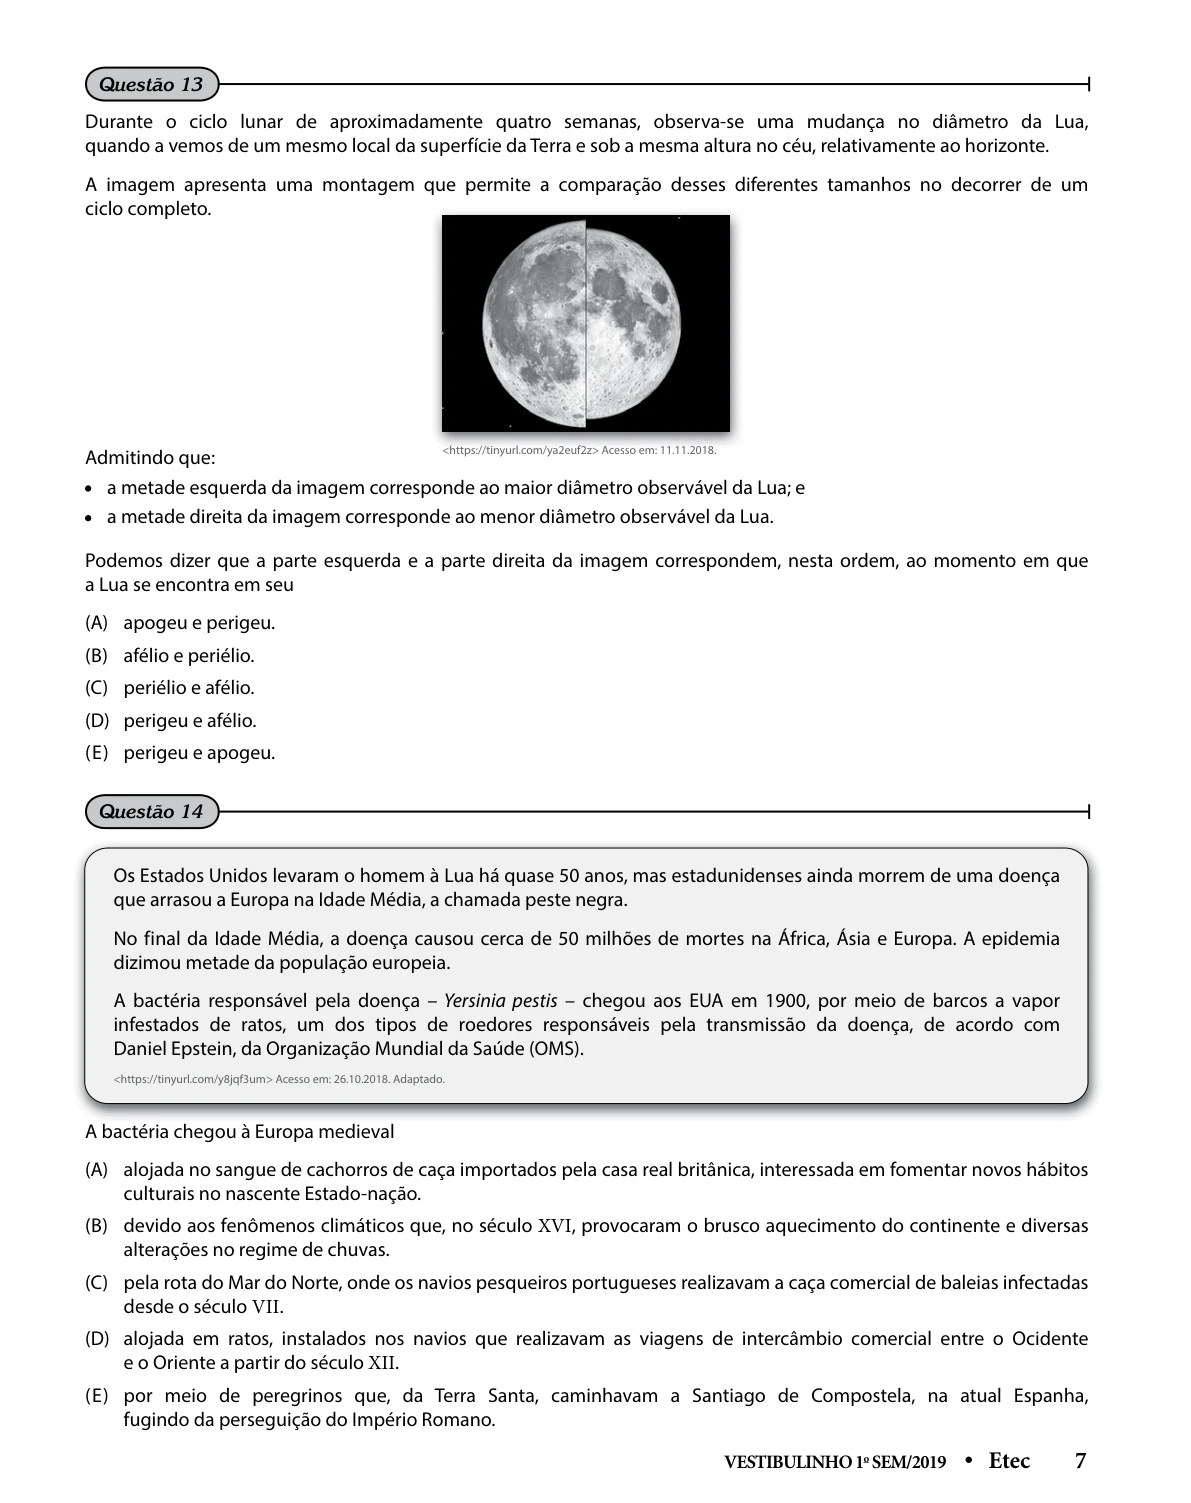 Questão 13
Durante o ciclo lunar de aproximadamente quatro semanas, observa-se uma mudança no diâmetro da Lua,
quando a vemos de um mesmo local da superfície da Terra e sob a mesma altura no céu, relativamente ao horizonte.
A imagem apresenta uma montagem que permite a comparação desses diferentes tamanhos no decorrer de um
ciclo completo.
<https://tinyurl.com/ya2euf2z> Acesso em: 11.11.2018.
Admitindo que:
• a metade esquerda da imagem corresponde ao maior diâmetro observável da Lua; e
• a metade direita da imagem corresponde ao menor diâmetro observável da Lua.
Podemos dizer que a parte esquerda e a parte direita da imagem correspondem, nesta ordem, ao momento em que
a Lua se encontra em seu
(A) apogeu e perigeu.
(B) afélio e periélio.
(C) periélio e afélio.
(D) perigeu e afélio.
(E) perigeu e apogeu.
Questão 14
Os Estados Unidos levaram o homem à Lua há quase 50 anos, mas estadunidenses ainda morrem de uma doença
que arrasou a Europa na Idade Média, a chamada peste negra.
No final da Idade Média, a doença causou cerca de 50 milhões de mortes na África, Ásia e Europa. A epidemia
dizimou metade da população europeia.
A bactéria responsável pela doença – Yersinia pestis – chegou aos EUA em 1900, por meio de barcos a vapor
infestados de ratos, um dos tipos de roedores responsáveis pela transmissão da doença, de acordo com
Daniel Epstein, da Organização Mundial da Saúde (OMS).
<https://tinyurl.com/y8jqf3um> Acesso em: 26.10.2018. Adaptado.
A bactéria chegou à Europa medieval
(A) alojada no sangue de cachorros de caça importados pela casa real britânica, interessada em fomentar novos hábitos
culturais no nascente Estado-nação.
(B) devido aos fenômenos climáticos que, no século XVI, provocaram o brusco aquecimento do continente e diversas
alterações no regime de chuvas.
(C) pela rota do Mar do Norte, onde os navios pesqueiros portugueses realizavam a caça comercial de baleias infectadas
desde o século VII.
(D) alojada em ratos, instalados nos navios que realizavam as viagens de intercâmbio comercial entre o Ocidente
e o Oriente a partir do século XII.
(E) por meio de peregrinos que, da Terra Santa, caminhavam a Santiago de Compostela, na atual Espanha,
fugindo da perseguição do Império Romano.
VESTIBULINHO 1º SEM/2019 • Etec 7